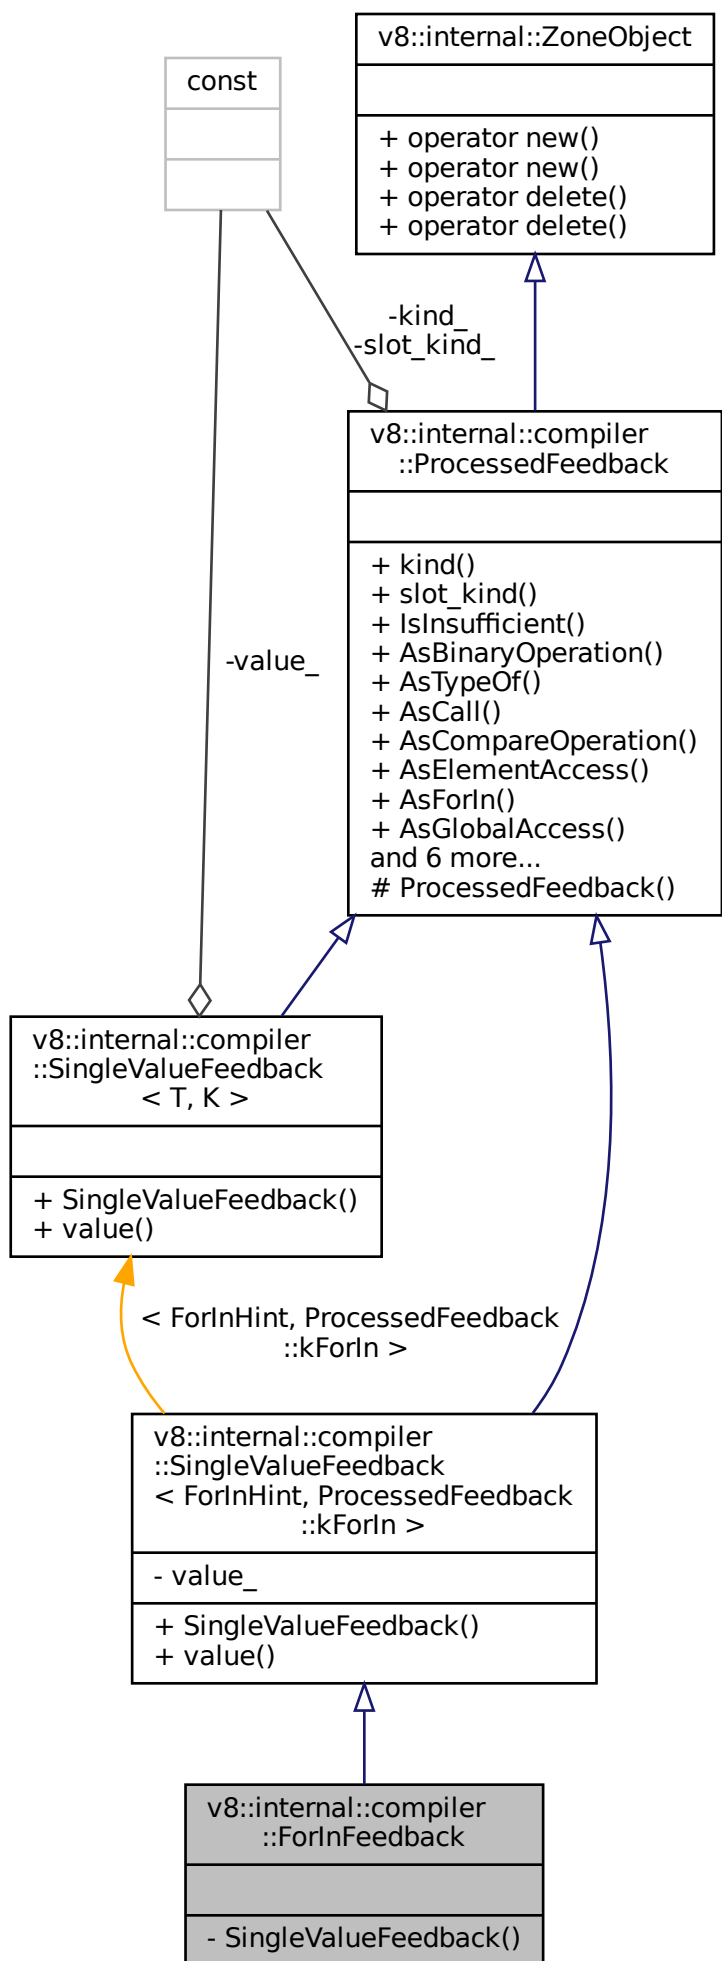 v8::internal::ZoneObject
+ operator new()
+ operator new()
+ operator delete()
+ operator delete()
const
-kind_
-slot_kind_
v8::internal::compiler
::ProcessedFeedback
+ kind()
+ slot_kind()
+ IsInsufficient()
+ AsBinaryOperation()
+ AsTypeOf()
+ AsCall()
+ AsCompareOperation()
+ AsElementAccess()
+ AsForIn()
+ AsGlobalAccess()
and 6 more...
# ProcessedFeedback()
-value_
v8::internal::compiler
::SingleValueFeedback
< T, K >
+ SingleValueFeedback()
+ value()
< ForInHint, ProcessedFeedback
::kForIn >
v8::internal::compiler
::SingleValueFeedback
< ForInHint, ProcessedFeedback
::kForIn >
- value_
+ SingleValueFeedback()
+ value()
v8::internal::compiler
::ForInFeedback
- SingleValueFeedback()